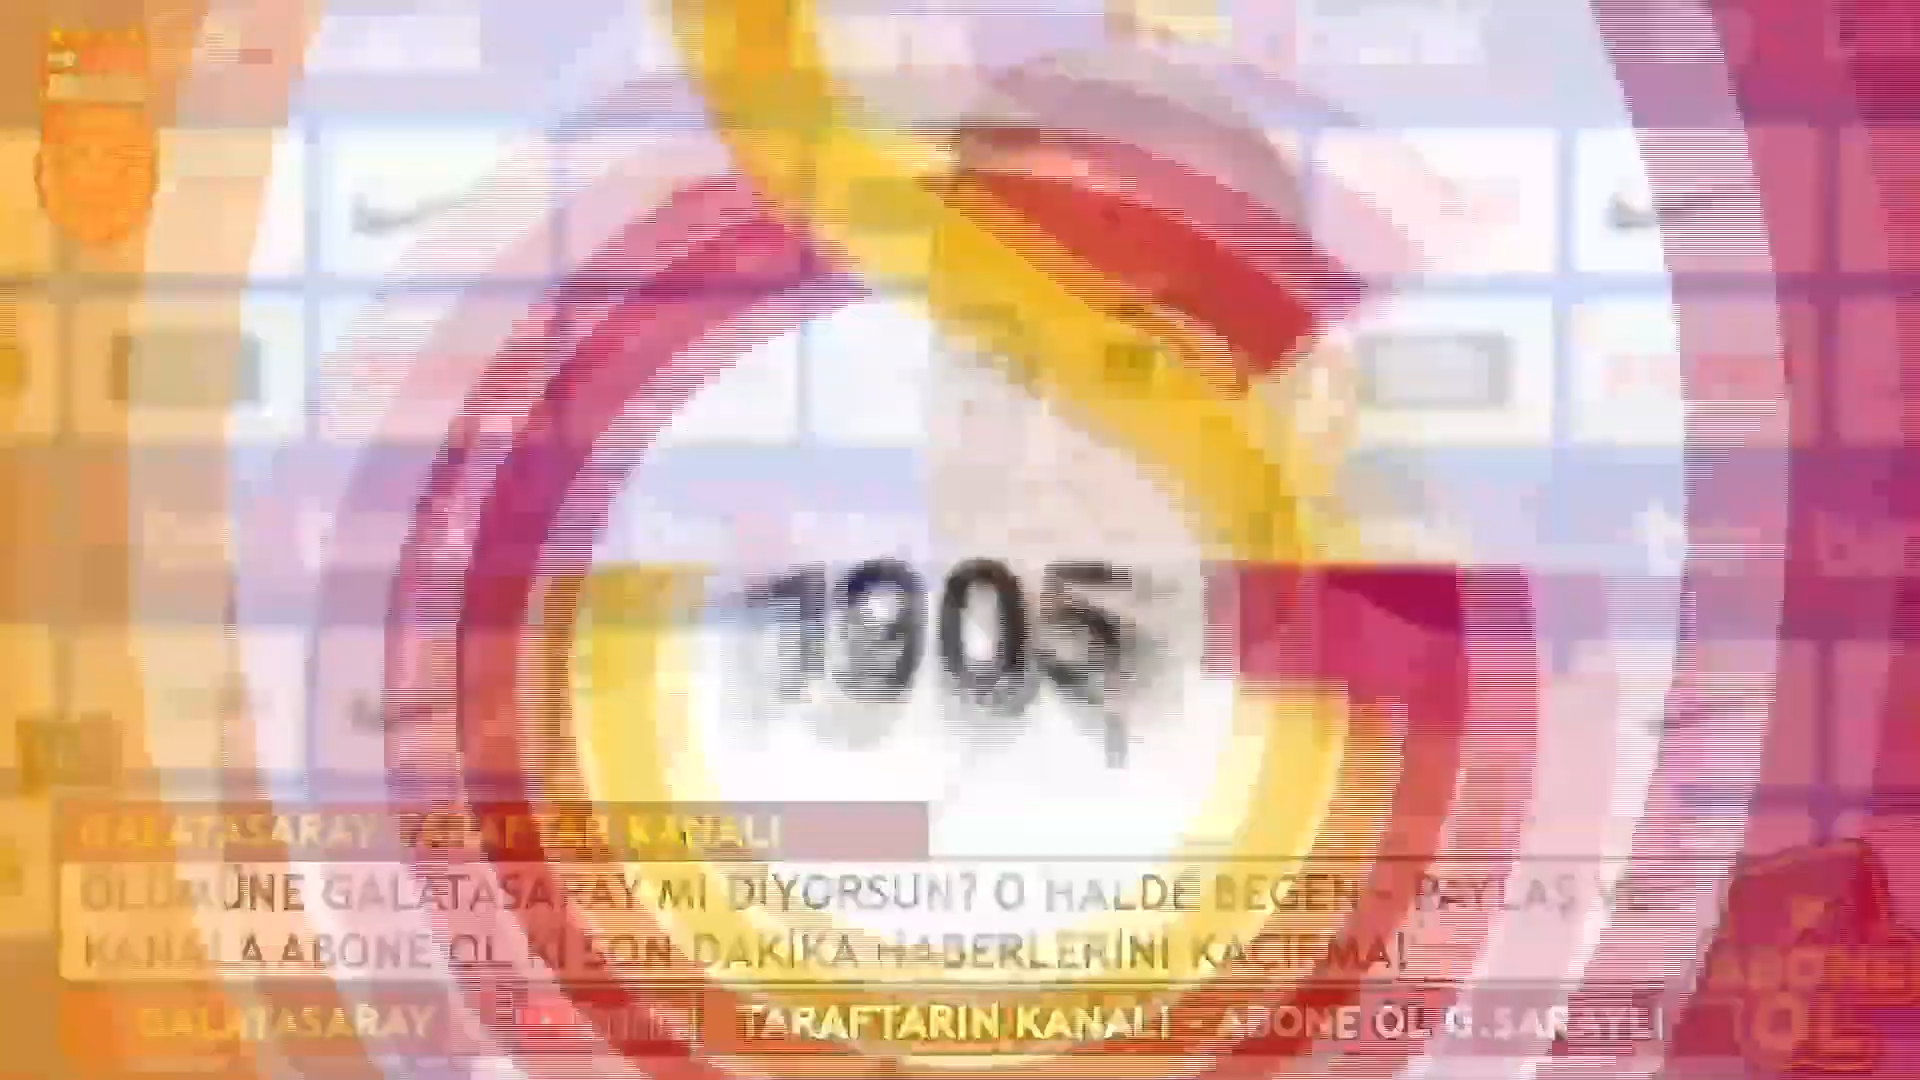 1905
GALATASARAY TARAFTAR KANALI
ÖLÜMÜNE GALATASARAY MI DİYORSUN? O HALDE BEĞEN - PAYLAŞ VE
KANALA ABONE OL Kİ SON DAKİKA HABERLERİNİ KAÇIRMA!
GALATASARAY
TARAFTARIN KANALI - ABONE OL G.SARAYLI
ABONE
OL